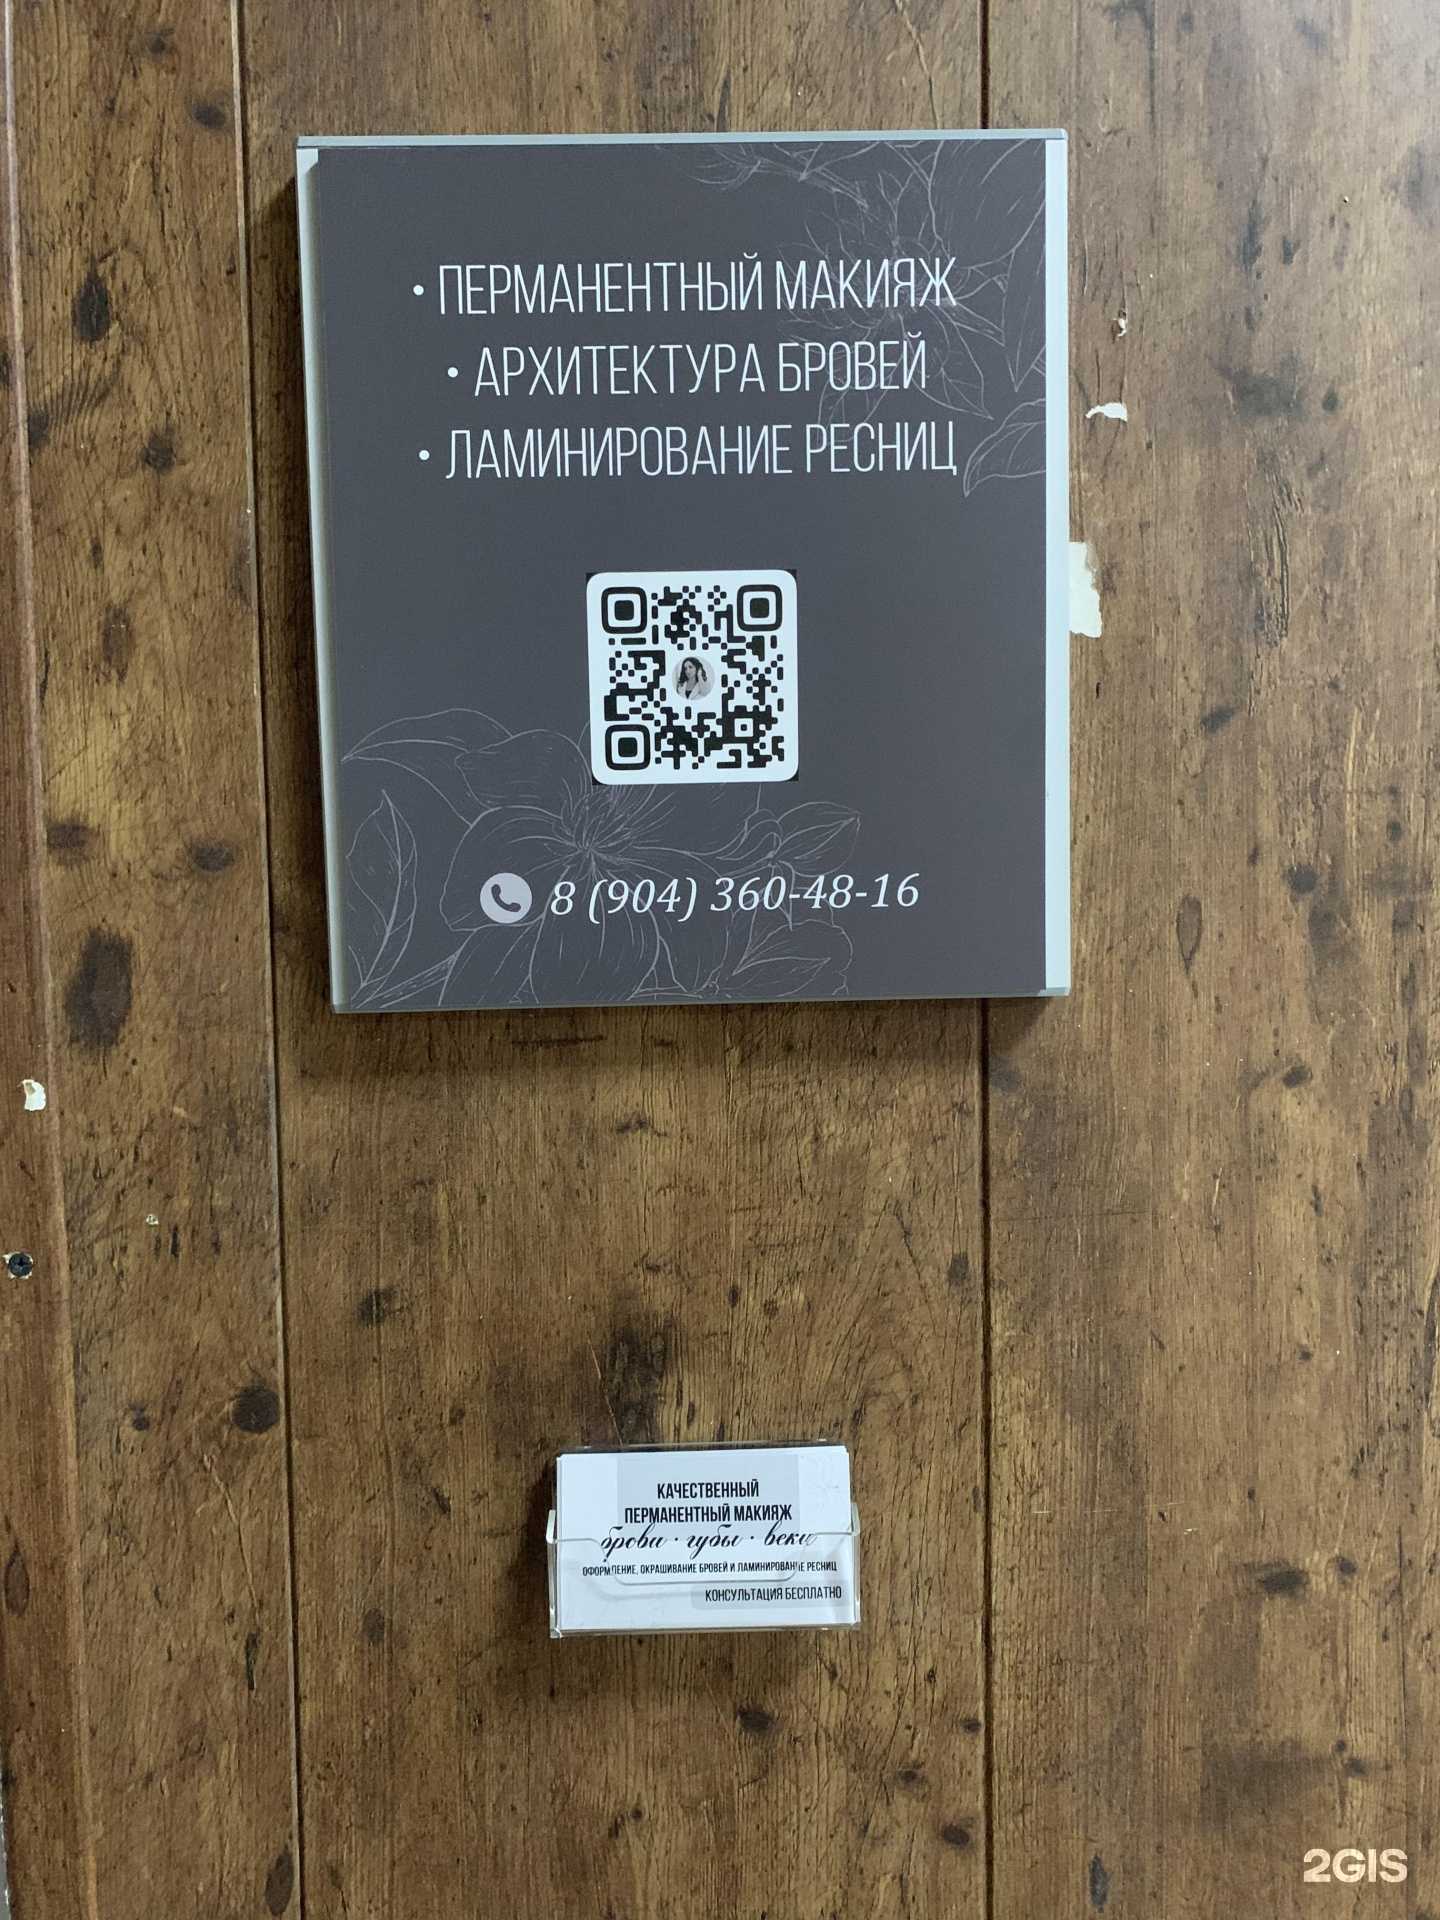 • ПЕРМАНЕНТНЫЙ МАКИЯЖ
• АРХИТЕКТУРА БРОВЕЙ
• ЛАМИНИРОВАНИЕ РЕСНИЦ
8 (904) 360-48-16
КАЧЕСТВЕННЫЙ
ПЕРМАНЕНТНЫЙ МАКИЯЖ
брови · губы · веки
ОФОРМЛЕНИЕ, ОКРАШИВАНИЕ БРОВЕЙ И ЛАМИНИРОВАНИЕ РЕСНИЦ
КОНСУЛЬТАЦИЯ БЕСПЛАТНО
2GIS